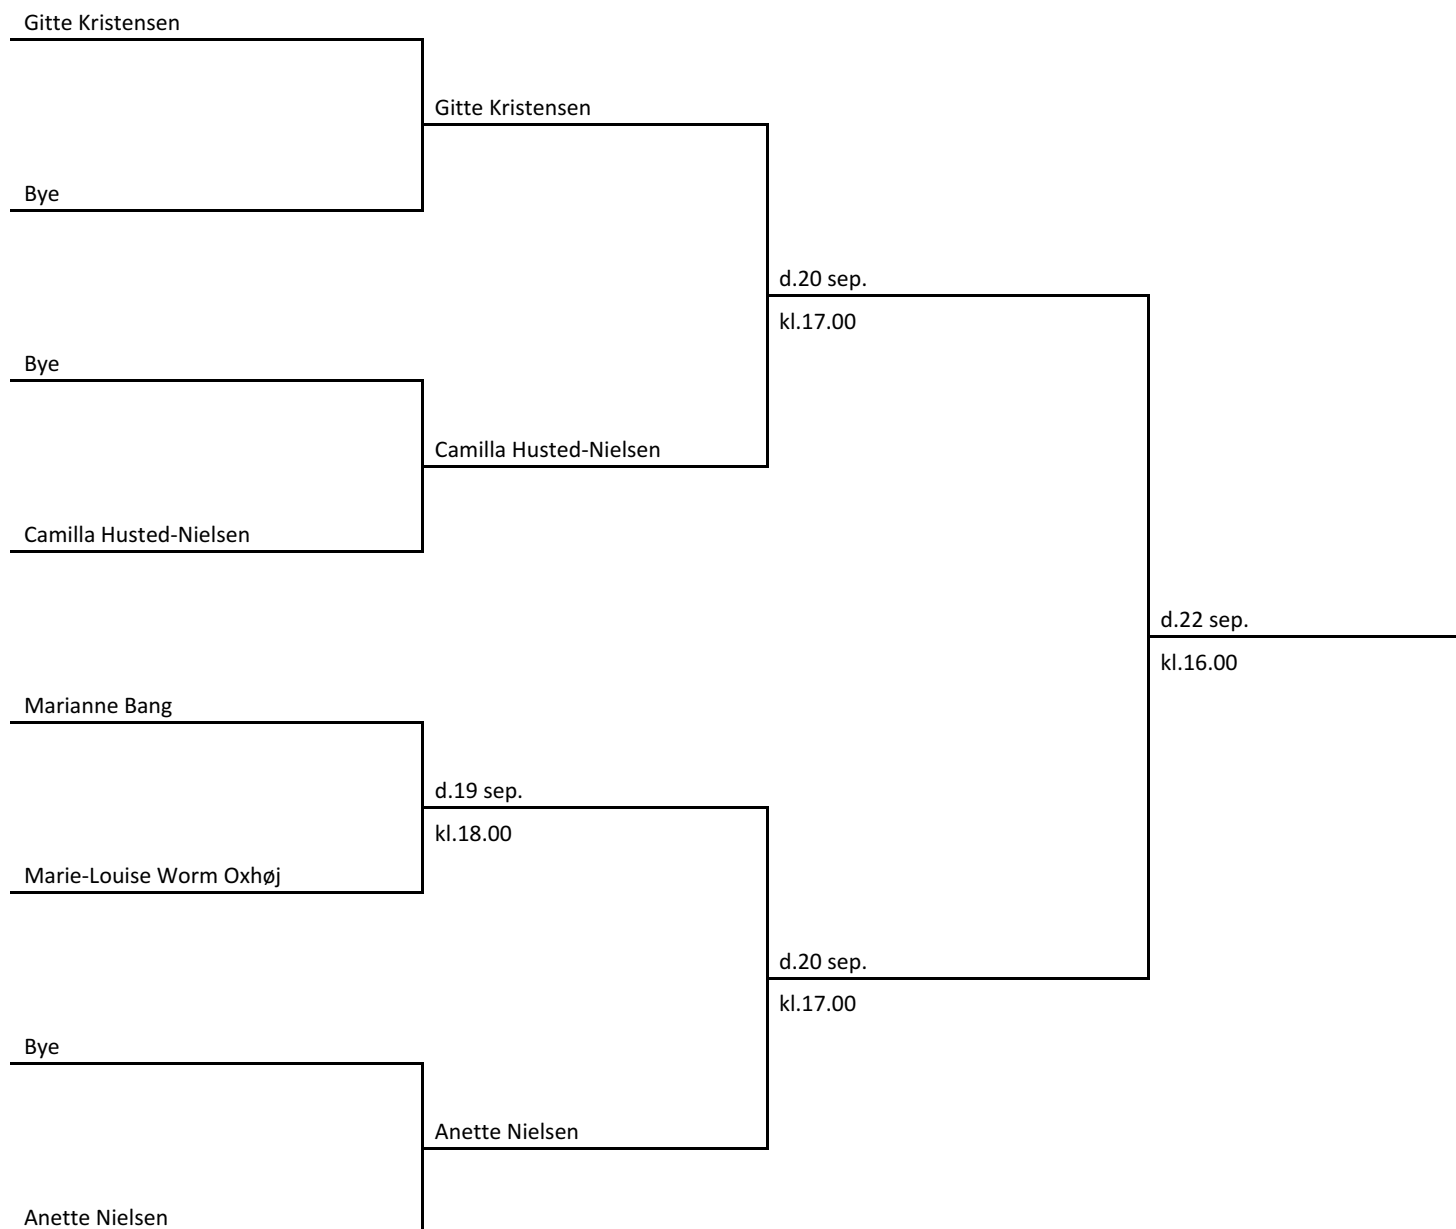 Gitte Kristensen
Gitte Kristensen
Bye
d.20 sep.
kl.17.00
Bye
Camilla Husted-Nielsen
Camilla Husted-Nielsen
d.22 sep.
kl.16.00
Marianne Bang
d.19 sep.
kl.18.00
Marie-Louise Worm Oxhøj
d.20 sep.
kl.17.00
Bye
Anette Nielsen
Anette Nielsen